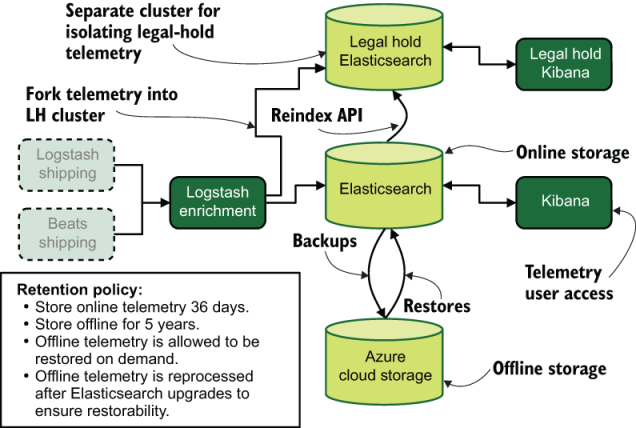 Separate cluster for
isolating legal-hold
telemetry
Legal hold
Elasticsearch
Legal hold
Kibana
Fork telemetry into
LH cluster
Reindex API
Logstash
shipping
Online storage
Logstash
enrichment
Elasticsearch
Kibana
Beats
shipping
Backups
Restores
Telemetry
user access
Retention policy:
• Store online telemetry 36 days.
• Store offline for 5 years.
• Offline telemetry is allowed to be
restored on demand.
• Offline telemetry is reprocessed
after Elasticsearch upgrades to
ensure restorability.
Azure
cloud storage
Offline storage